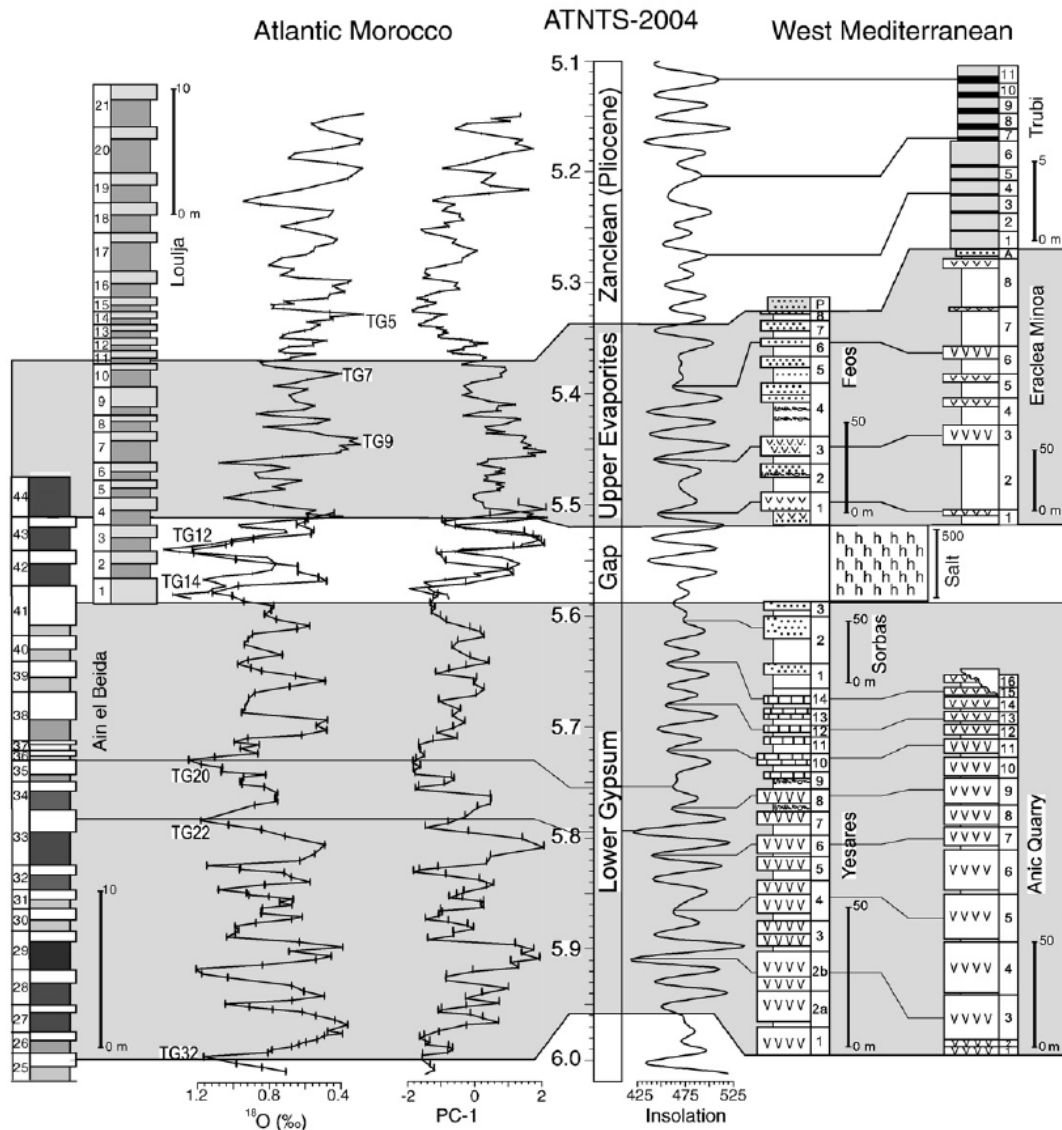 Atlantic Morocco
ATNTS-2004
West Mediterranean
Loulja
21
20
19
18
17
16
15
14
13
12
11
10
9
8
7
6
5
4
3
2
1
10
0 m
Ain el Beida
44
43
42
41
40
39
38
37
36
35
34
33
32
31
30
29
28
27
26
25
10
0 m
TG5
TG7
TG9
TG12
TG14
TG20
TG22
TG32
1.2 0.8 0.4
18O (‰)
-2 0 2
PC-1
5.1
5.2
5.3
5.4
5.5
5.6
5.7
5.8
5.9
6.0
Zanclean (Pliocene)
Upper Evaporites
Gap
Lower Gypsum
425 475 525
Insolation
Feos
P
8
7
6
5
4
3
2
1
50
0 m
Trubi
11
10
9
8
7
6
5
4
3
2
1
A
5
0 m
Eraclea Minoa
8
7
6
5
4
3
2
1
50
0 m
h h h h h
500
Salt
Sorbas
3
2
1
50
0 m
Yesares
14
13
12
11
10
9
8
7
6
5
4
3
2b
2a
1
50
0 m
Anic Quarry
16
15
14
13
12
11
10
9
8
7
6
5
4
3
2
1
50
0 m